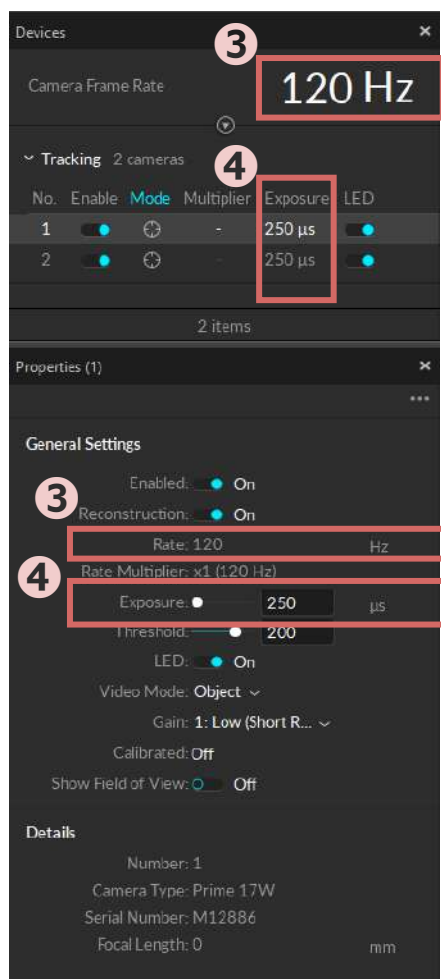 Devices ×
3
Camera Frame Rate 120 Hz
Tracking 2 cameras
4
No. Enable Mode Multiplier Exposure LED
1 - 250 µs
2 - 250 µs
2 items
Properties (1) ×
...
General Settings
Enabled: On
3
Reconstruction: On
Rate: 120 Hz
4
Rate Multiplier: x1 (120 Hz)
Exposure: 250 µs
Threshold: 200
LED: On
Video Mode: Object
Gain: 1: Low (Short R...
Calibrated: Off
Show Field of View: Off
Details
Number: 1
Camera Type: Prime 17W
Serial Number: M12886
Focal Length: 0 mm